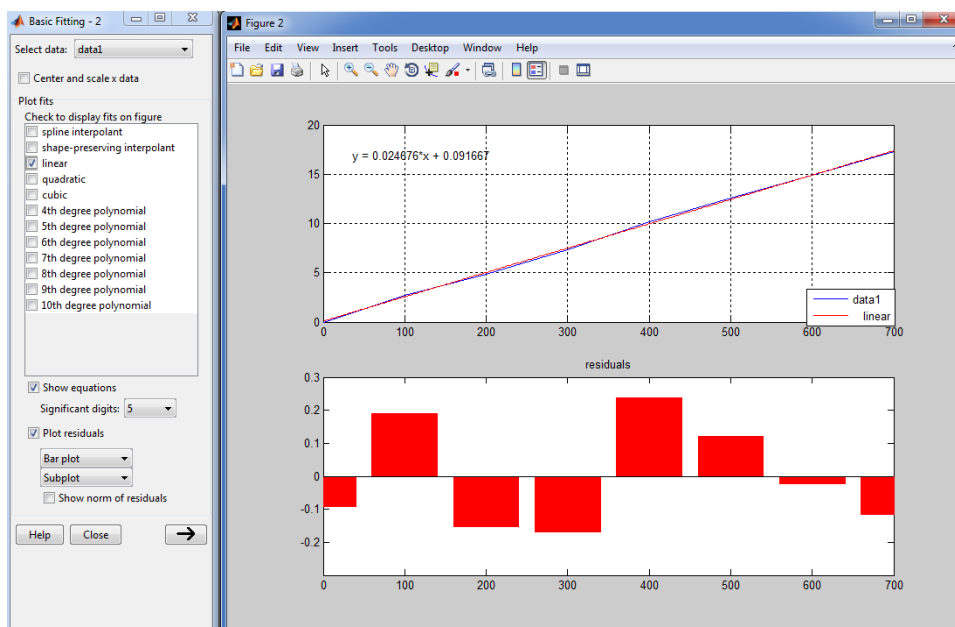 Basic Fitting - 2
Select data: data1
Center and scale x data
Plot fits
Check to display fits on figure
spline interpolant
shape-preserving interpolant
linear
quadratic
cubic
4th degree polynomial
5th degree polynomial
6th degree polynomial
7th degree polynomial
8th degree polynomial
9th degree polynomial
10th degree polynomial
Show equations
Significant digits: 5
Plot residuals
Bar plot
Subplot
Show norm of residuals
Help Close
Figure 2
File Edit View Insert Tools Desktop Window Help
20
15
10
5
0
y = 0.024676*x + 0.091667
data1
linear
0 100 200 300 400 500 600 700
residuals
0.3
0.2
0.1
0
-0.1
-0.2
0 100 200 300 400 500 600 700